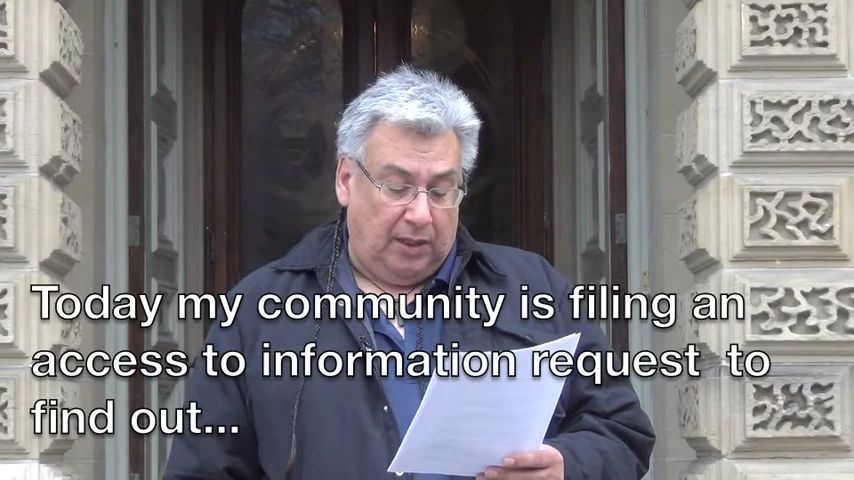 Today my community is filing an
access to information request  to
find out...